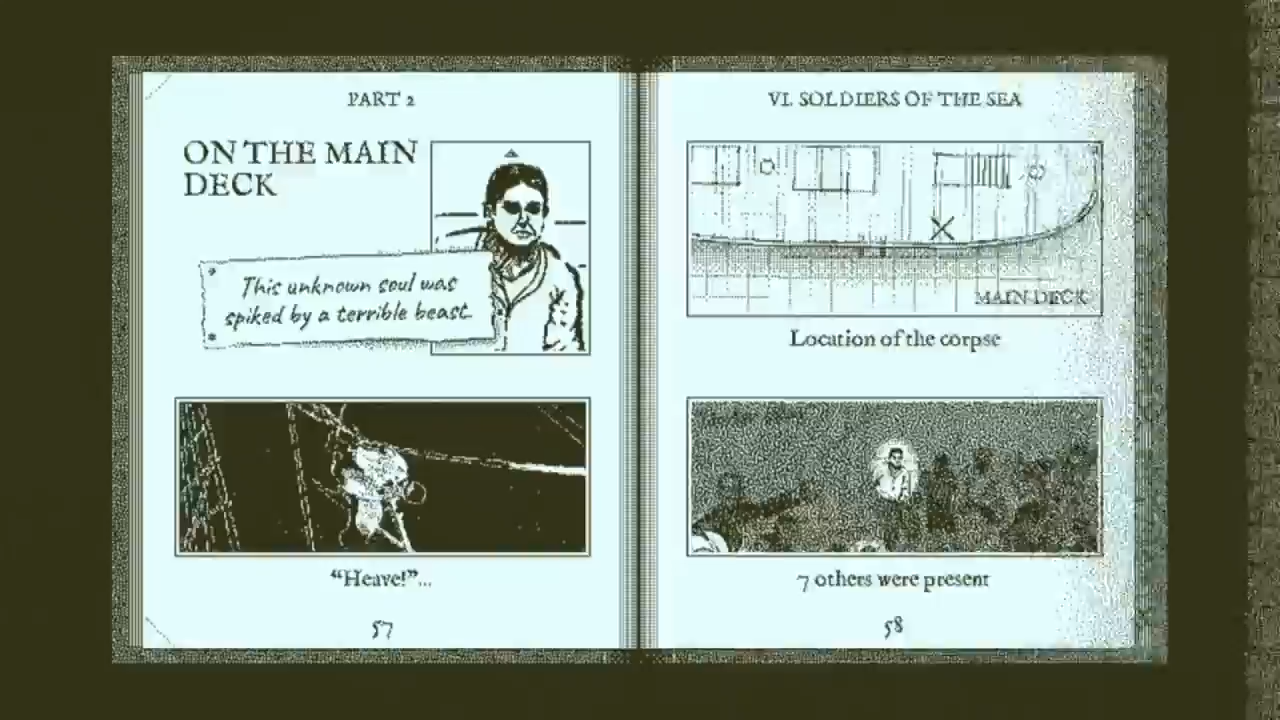 PART 2
ON THE MAIN
DECK
This unknown soul was
spiked by a terrible beast.
"Heave!"...
57
VI. SOLDIERS OF THE SEA
MAIN DECK
Location of the corpse
7 others were present
58